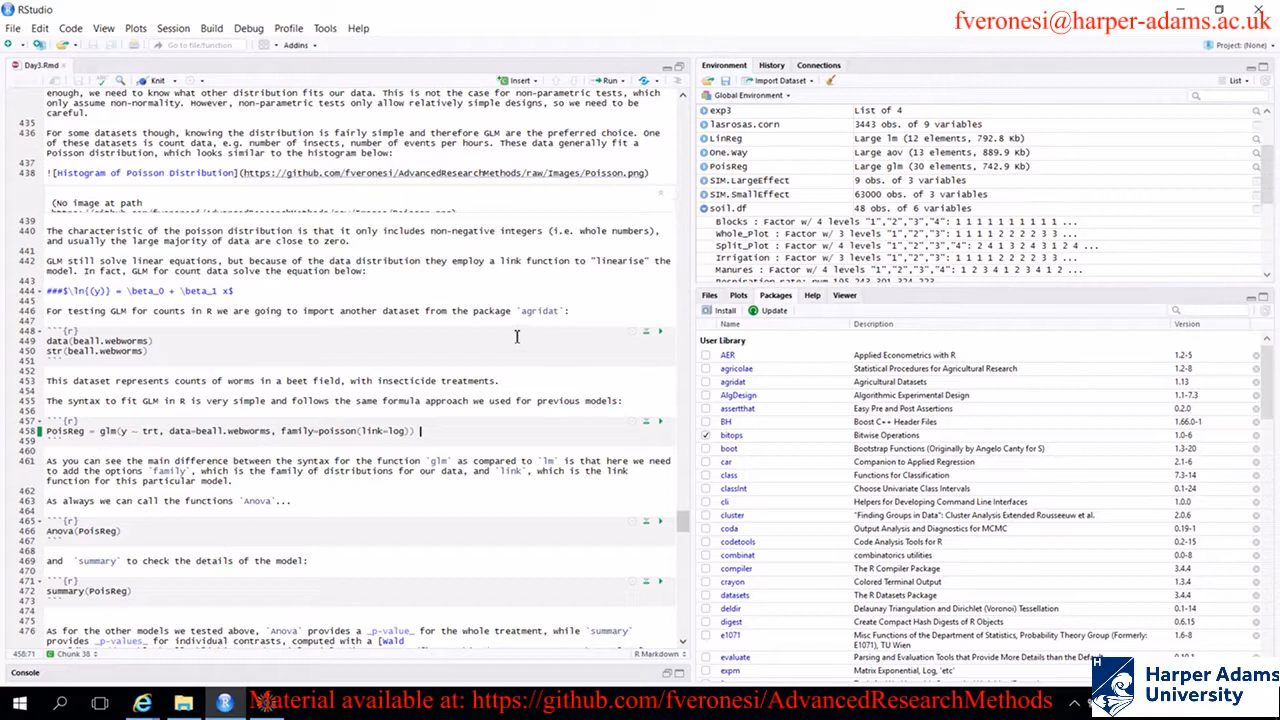 RStudio
fveronesi@harper-adams.ac.uk
File Edit Code View Plots Session Build Debug Profile Tools Help
Go to file/function Addins Project: (None)
Day3.Rmd
Knit Insert Run
enough, we need to know what other distribution fits our data. This is not the case for non-parametric tests, which
only assume non-normality. However, non-parametric tests only allow relatively simple designs, so we need to be
careful.
435
436 For some datasets though, knowing the distribution is fairly simple and therefore GLM are the preferred choice. One
of these datasets is count data, e.g. number of insects, number of events per hours. These data generally fit a
Poisson distribution, which looks similar to the histogram below:
437
438 ![Histogram of Poisson Distribution](https://github.com/fveronesi/AdvancedResearchMethods/raw/Images/Poisson.png)
(No image at path
https://github.com/fveronesi/AdvancedResearchMethods/raw/Images/Poisson.png)
439
440 The characteristic of the poisson distribution is that it only includes non-negative integers (i.e. whole numbers),
and usually the large majority of data are close to zero.
441
442 GLM still solve linear equations, but because of the data distribution they employ a link function to "linearise" the
model. In fact, GLM for count data solve the equation below:
443
444 ###$\ln{(y)} = \beta_0 + \beta_1 x$
445
446 For testing GLM for counts in R we are going to import another dataset from the package `agridat`:
447
448 ```{r}
449 data(beall.webworms)
450 str(beall.webworms)
451 ```
452
453 This dataset represents counts of worms in a beet field, with insecticide treatments.
454
455 The syntax to fit GLM in R is very simple and follows the same formula approach we used for previous models:
456
457 ```{r}
458 PoisReg = glm(y ~ trt, data=beall.webworms, family=poisson(link=log))
459 ```
460
461 As you can see the main difference between the syntax for the function `glm` as compared to `lm` is that here we need
to add the options `family`, which is the family of distributions for our data, and `link`, which is the link
function for this particular model.
462
463 As always we can call the functions `Anova`...
464
465 ```{r}
466 Anova(PoisReg)
467 ```
468
469 and `summary` to check the details of the model:
470
471 ```{r}
472 summary(PoisReg)
473 ```
474
475
476 As for the other models we tested above, `Anova` provides a _p-value_ for the whole treatment, while `summary`
provides _p-values_ for individual contrasts, computed with a [wald
458:71 Chunk 38 R Markdown
Console
Environment History Connections
Import Dataset List
Global Environment
exp3 List of 4
lasrosas.corn 3443 obs. of 9 variables
LinReg Large lm (12 elements, 792.8 Kb)
One.way Large aov (13 elements, 889.9 Kb)
PoisReg Large glm (30 elements, 742.9 Kb)
SIM.LargeEffect 9 obs. of 3 variables
SIM.SmallEffect 63000 obs. of 3 variables
soil.df 48 obs. of 6 variables
Blocks : Factor w/ 4 levels "1","2","3","4": 1 1 1 1 1 1 1 1 1 1 ...
Whole_Plot : Factor w/ 3 levels "1","2","3": 1 1 1 1 2 2 2 2 3 3 ...
Split_Plot : Factor w/ 4 levels "1","2","3","4": 2 4 1 3 2 4 3 1 2 4 ...
Irrigation : Factor w/ 3 levels "1","2","3": 1 1 1 1 2 2 2 2 3 3 ...
Manures : Factor w/ 4 levels "1","2","3","4": 1 2 3 4 1 2 3 4 1 2 ...
Files Plots Packages Help Viewer
Install Update
Name Description Version
User Library
AER Applied Econometrics with R 1.2-5
agricolae Statistical Procedures for Agricultural Research 1.2-8
agridat Agricultural Datasets 1.13
AlgDesign Algorithmic Experimental Design 1.1-7.3
assertthat Easy Pre and Post Assertions 0.2.0
BH Boost C++ Header Files 1.66.0-1
bitops Bitwise Operations 1.0-6
boot Bootstrap Functions (Originally by Angelo Canty for S) 1.3-20
car Companion to Applied Regression 2.1-6
class Functions for Classification 7.3-14
classInt Choose Univariate Class Intervals 0.1-24
cli Helpers for Developing Command Line Interfaces 1.0.0
cluster "Finding Groups in Data": Cluster Analysis Extended Rousseeuw et al. 2.0.6
coda Output Analysis and Diagnostics for MCMC 0.19-1
codetools Code Analysis Tools for R 0.2-15
combinat combinatorics utilities 0.0-8
compiler The R Compiler Package 3.4.4
crayon Colored Terminal Output 1.3.4
datasets The R Datasets Package 3.4.4
deldir Delaunay Triangulation and Dirichlet (Voronoi) Tessellation 0.1-14
digest Create Compact Hash Digests of R Objects 0.6.15
e1071 Misc Functions of the Department of Statistics, Probability Theory Group (Formerly: 1.6-8
E1071), TU Wien
evaluate Parsing and Evaluation Tools that Provide More Details than the
expm Matrix Exponential, Log, 'etc'
Harper Adams
University
Material available at: https://github.com/fveronesi/AdvancedResearchMethods